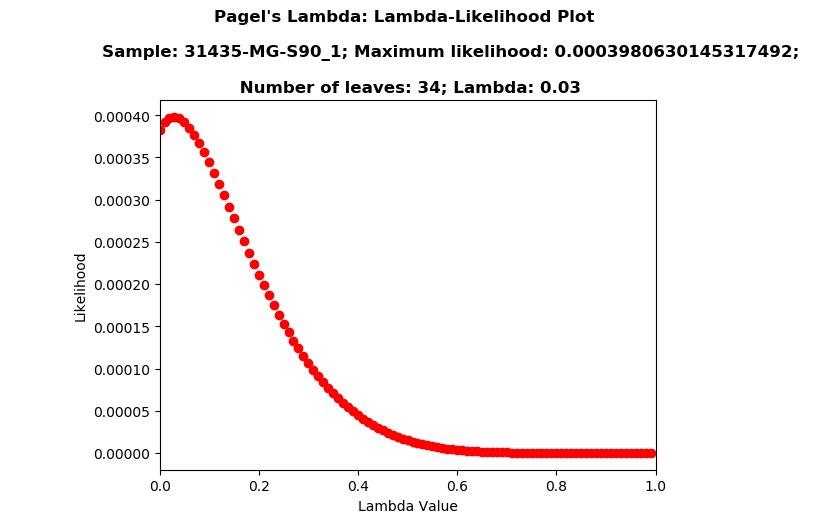 Pagel's Lambda: Lambda-Likelihood Plot
Sample: 31435-MG-S90_1; Maximum likelihood: 0.0003980630145317492;
Number of leaves: 34; Lambda: 0.03
0.00040
0.00035
0.00030
0.00025
0.00020
0.00015
0.00010
0.00005
0.00000
Likelihood
0.0 0.2 0.4 0.6 0.8 1.0
Lambda Value